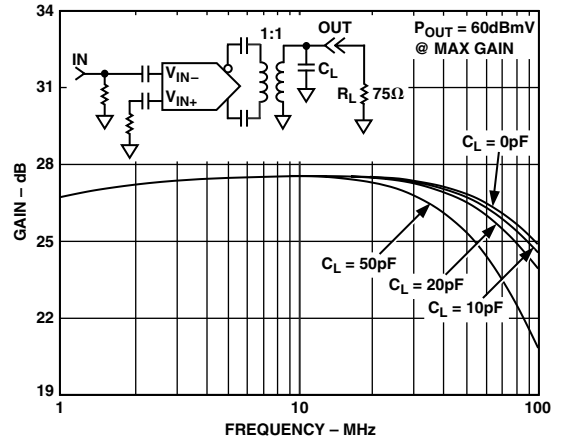 34
31
28
25
22
19
GAIN – dB
1
10
100
FREQUENCY – MHz
IN
VIN–
VIN+
1:1
OUT
CL
RL
75Ω
POUT = 60dBmV
@ MAX GAIN
CL = 0pF
CL = 50pF
CL = 20pF
CL = 10pF